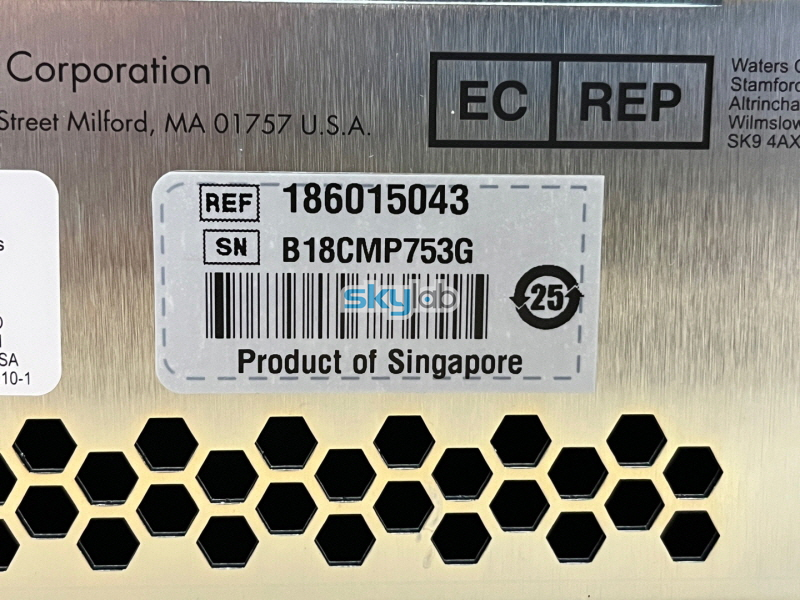 Corporation
Street Milford, MA 01757 U.S.A.
EC REP
Waters
Stamford
Altrincha
Wilmslow
SK9 4AX
REF 186015043
SN B18CMP753G
skylab
25
Product of Singapore
SA
10-1